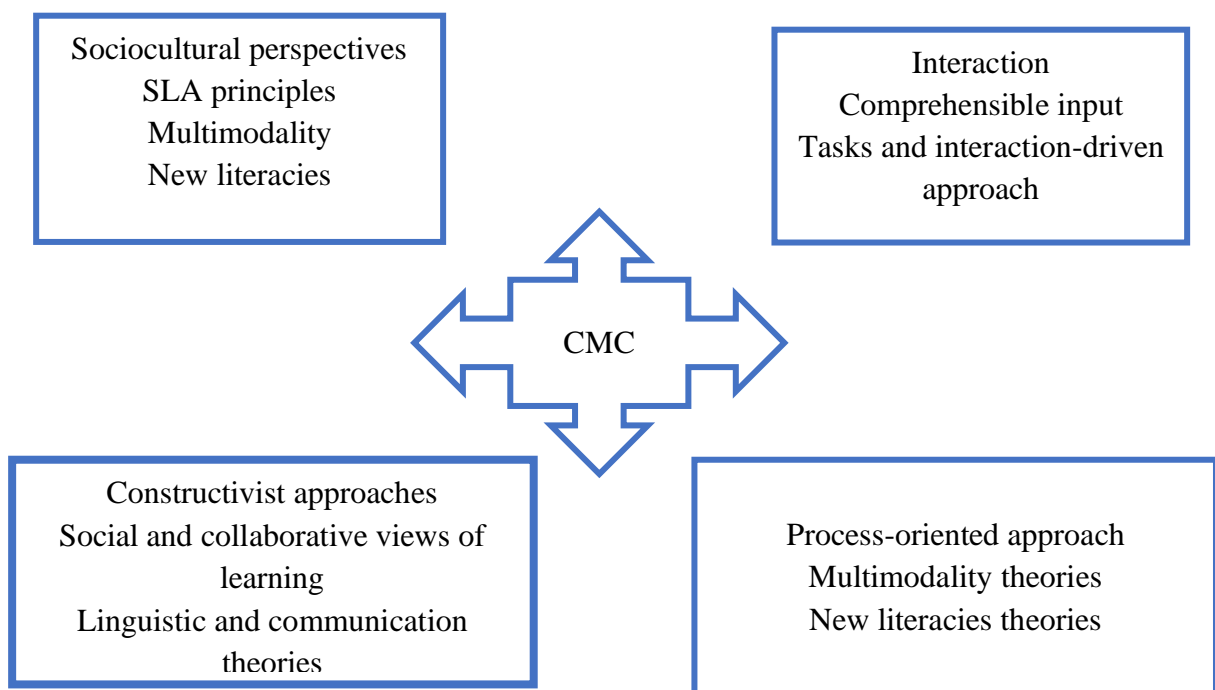 Sociocultural perspectives
SLA principles
Multimodality
New literacies
Interaction
Comprehensible input
Tasks and interaction-driven
approach
CMC
Constructivist approaches
Social and collaborative views of
learning
Linguistic and communication
theories
Process-oriented approach
Multimodality theories
New literacies theories